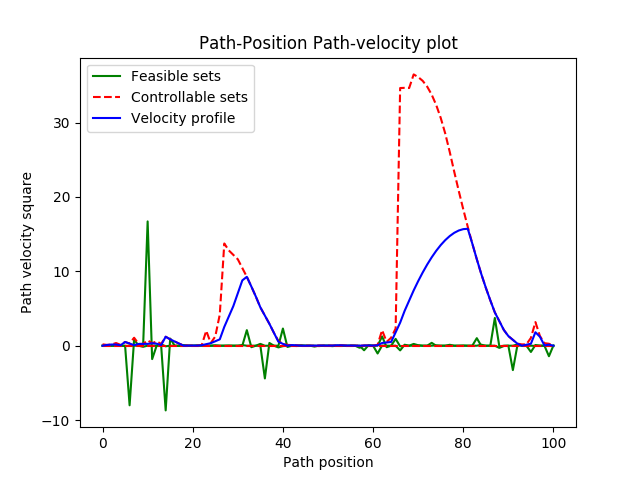 Path-Position Path-velocity plot
Feasible sets
Controllable sets
Velocity profile
Path velocity square
30
20
10
0
−10
0 20 40 60 80 100
Path position